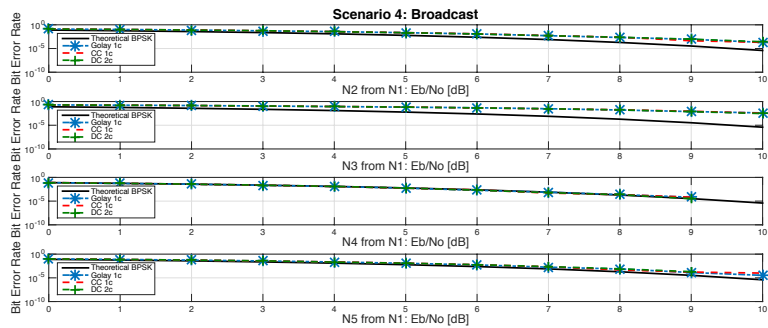 Scenario 4: Broadcast
Bit Error Rate
10^0
10^-5
10^-10
Theoretical BPSK
Golay 1c
CC 1c
DC 2c
0 1 2 3 4 5 6 7 8 9 10
N2 from N1: Eb/No [dB]
Bit Error Rate
10^0
10^-5
10^-10
Theoretical BPSK
Golay 1c
CC 1c
DC 2c
0 1 2 3 4 5 6 7 8 9 10
N3 from N1: Eb/No [dB]
Bit Error Rate
10^0
10^-5
10^-10
Theoretical BPSK
Golay 1c
CC 1c
DC 2c
0 1 2 3 4 5 6 7 8 9 10
N4 from N1: Eb/No [dB]
Bit Error Rate
10^0
10^-5
10^-10
Theoretical BPSK
Golay 1c
CC 1c
DC 2c
0 1 2 3 4 5 6 7 8 9 10
N5 from N1: Eb/No [dB]